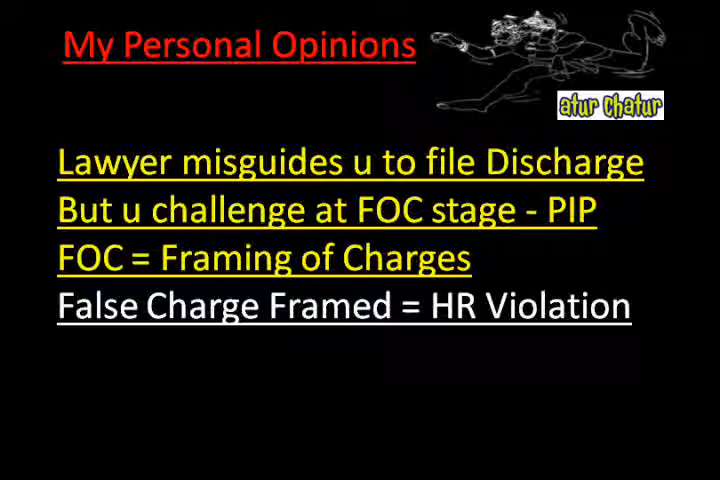 My Personal Opinions
atur chatur
Lawyer misguides u to file Discharge
But u challenge at FOC stage - PIP
FOC = Framing of Charges
False Charge Framed = HR Violation